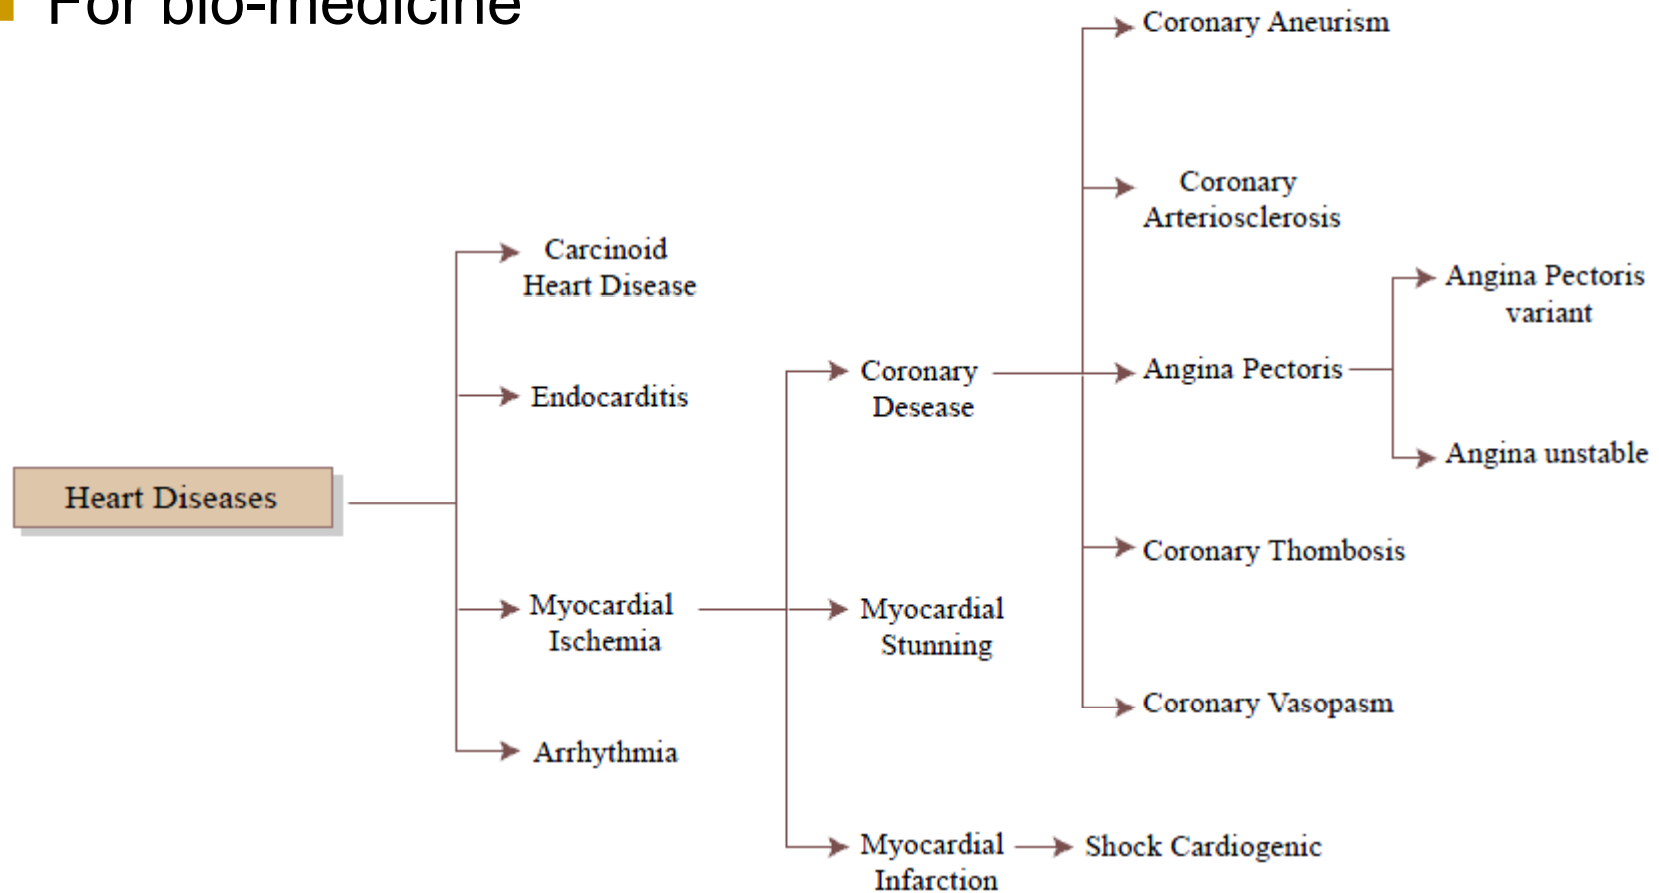 For bio-medicine
Coronary Aneurism
Coronary
Arteriosclerosis
Carcinoid
Heart Disease
Angina Pectoris
variant
Coronary
Desease
Angina Pectoris
Endocarditis
Angina unstable
Heart Diseases
Coronary Thombosis
Myocardial
Ischemia
Myocardial
Stunning
Coronary Vasopasm
Arrhythmia
Myocardial
Infarction
Shock Cardiogenic